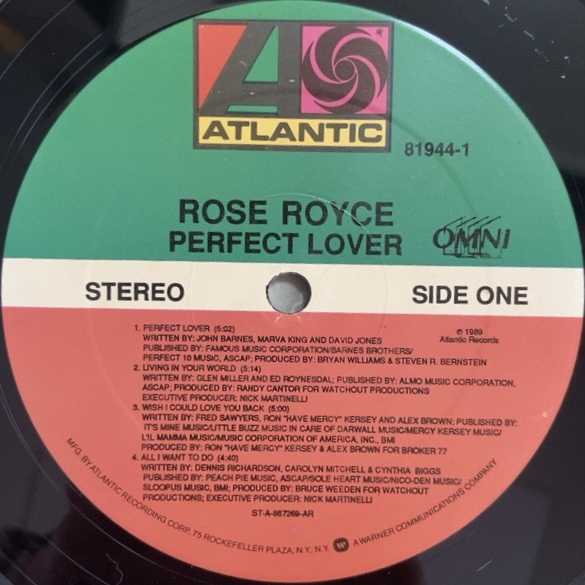 ATLANTIC
81944-1
ROSE ROYCE
PERFECT LOVER
OMNI
STEREO
SIDE ONE
℗ 1989
Atlantic Records
1. PERFECT LOVER (5:02)
WRITTEN BY: JOHN BARNES, MARVA KING AND DAVID JONES
PUBLISHED BY: FAMOUS MUSIC CORPORATION/BARNES BROTHERS/
PERFECT 10 MUSIC, ASCAP; PRODUCED BY: BRYAN WILLIAMS & STEVEN R. BERNSTEIN
2. LIVING IN YOUR WORLD (5:14)
WRITTEN BY: GLEN MILLER AND ED ROYNESDAL; PUBLISHED BY: ALMO MUSIC CORPORATION,
ASCAP; PRODUCED BY: RANDY CANTOR FOR WATCHOUT PRODUCTIONS
EXECUTIVE PRODUCER: NICK MARTINELLI
3. WISH I COULD LOVE YOU BACK (5:00)
WRITTEN BY: FRED SAWYERS, RON "HAVE MERCY" KERSEY AND ALEX BROWN; PUBLISHED BY:
IT'S MINE MUSIC/LITTLE BUZZ MUSIC IN CARE OF DARWALL MUSIC/MERCY KERSEY MUSIC/
L'IL MAMMA MUSIC/MUSIC CORPORATION OF AMERICA, INC., BMI
PRODUCED BY: RON "HAVE MERCY" KERSEY & ALEX BROWN FOR BROKER 77
4. ALL I WANT TO DO (4:40)
WRITTEN BY: DENNIS RICHARDSON, CAROLYN MITCHELL & CYNTHIA BIGGS
PUBLISHED BY: PEACH PIE MUSIC, ASCAP/SOLE HEART MUSIC/NICO-DEN MUSIC/
SLOOPUS MUSIC, BMI; PRODUCED BY: BRUCE WEEDEN FOR WATCHOUT
PRODUCTIONS; EXECUTIVE PRODUCER: NICK MARTINELLI
ST-A-887269-AR
MFG. BY ATLANTIC RECORDING CORP. 75 ROCKEFELLER PLAZA, N.Y., N.Y. A WARNER COMMUNICATIONS COMPANY